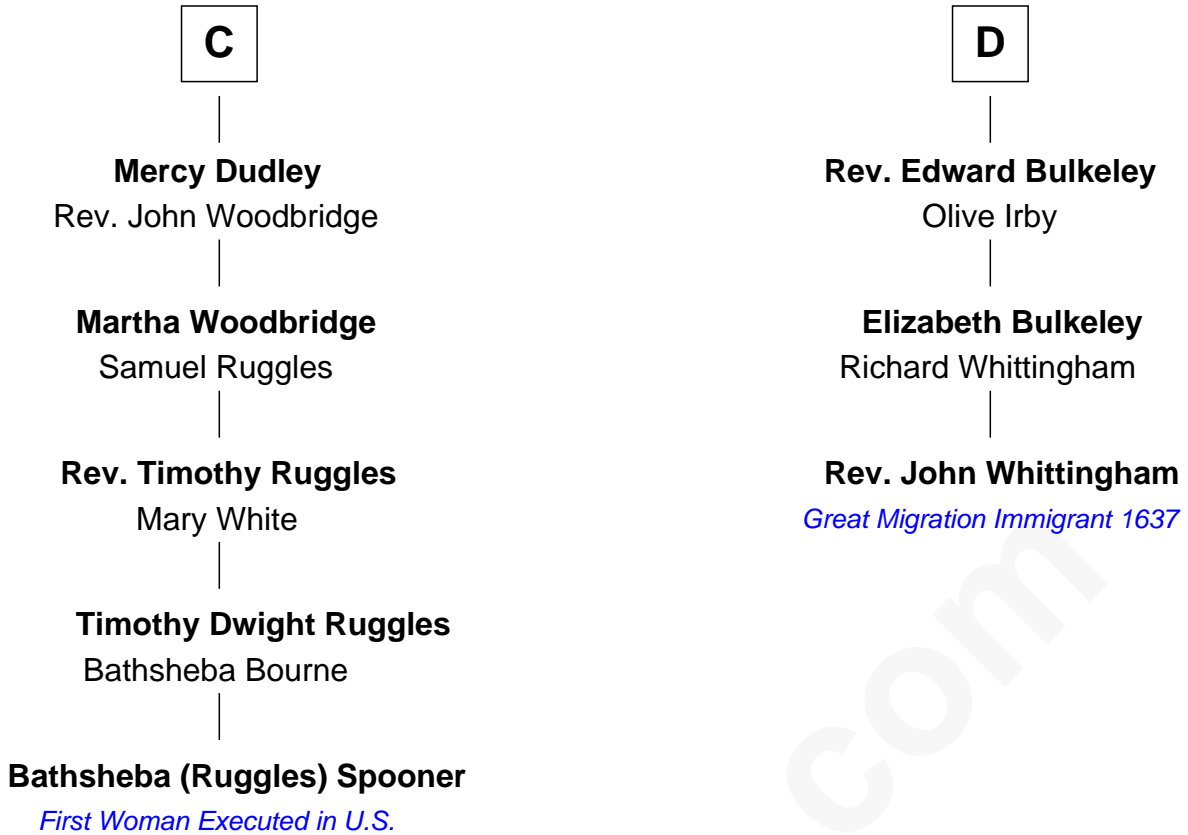 C
Mercy Dudley
Rev. John Woodbridge
Martha Woodbridge
Samuel Ruggles
Rev. Timothy Ruggles
Mary White
Timothy Dwight Ruggles
Bathsheba Bourne
Bathsheba (Ruggles) Spooner
First Woman Executed in U.S.
D
Rev. Edward Bulkeley
Olive Irby
Elizabeth Bulkeley
Richard Whittingham
Rev. John Whittingham
Great Migration Immigrant 1637
com